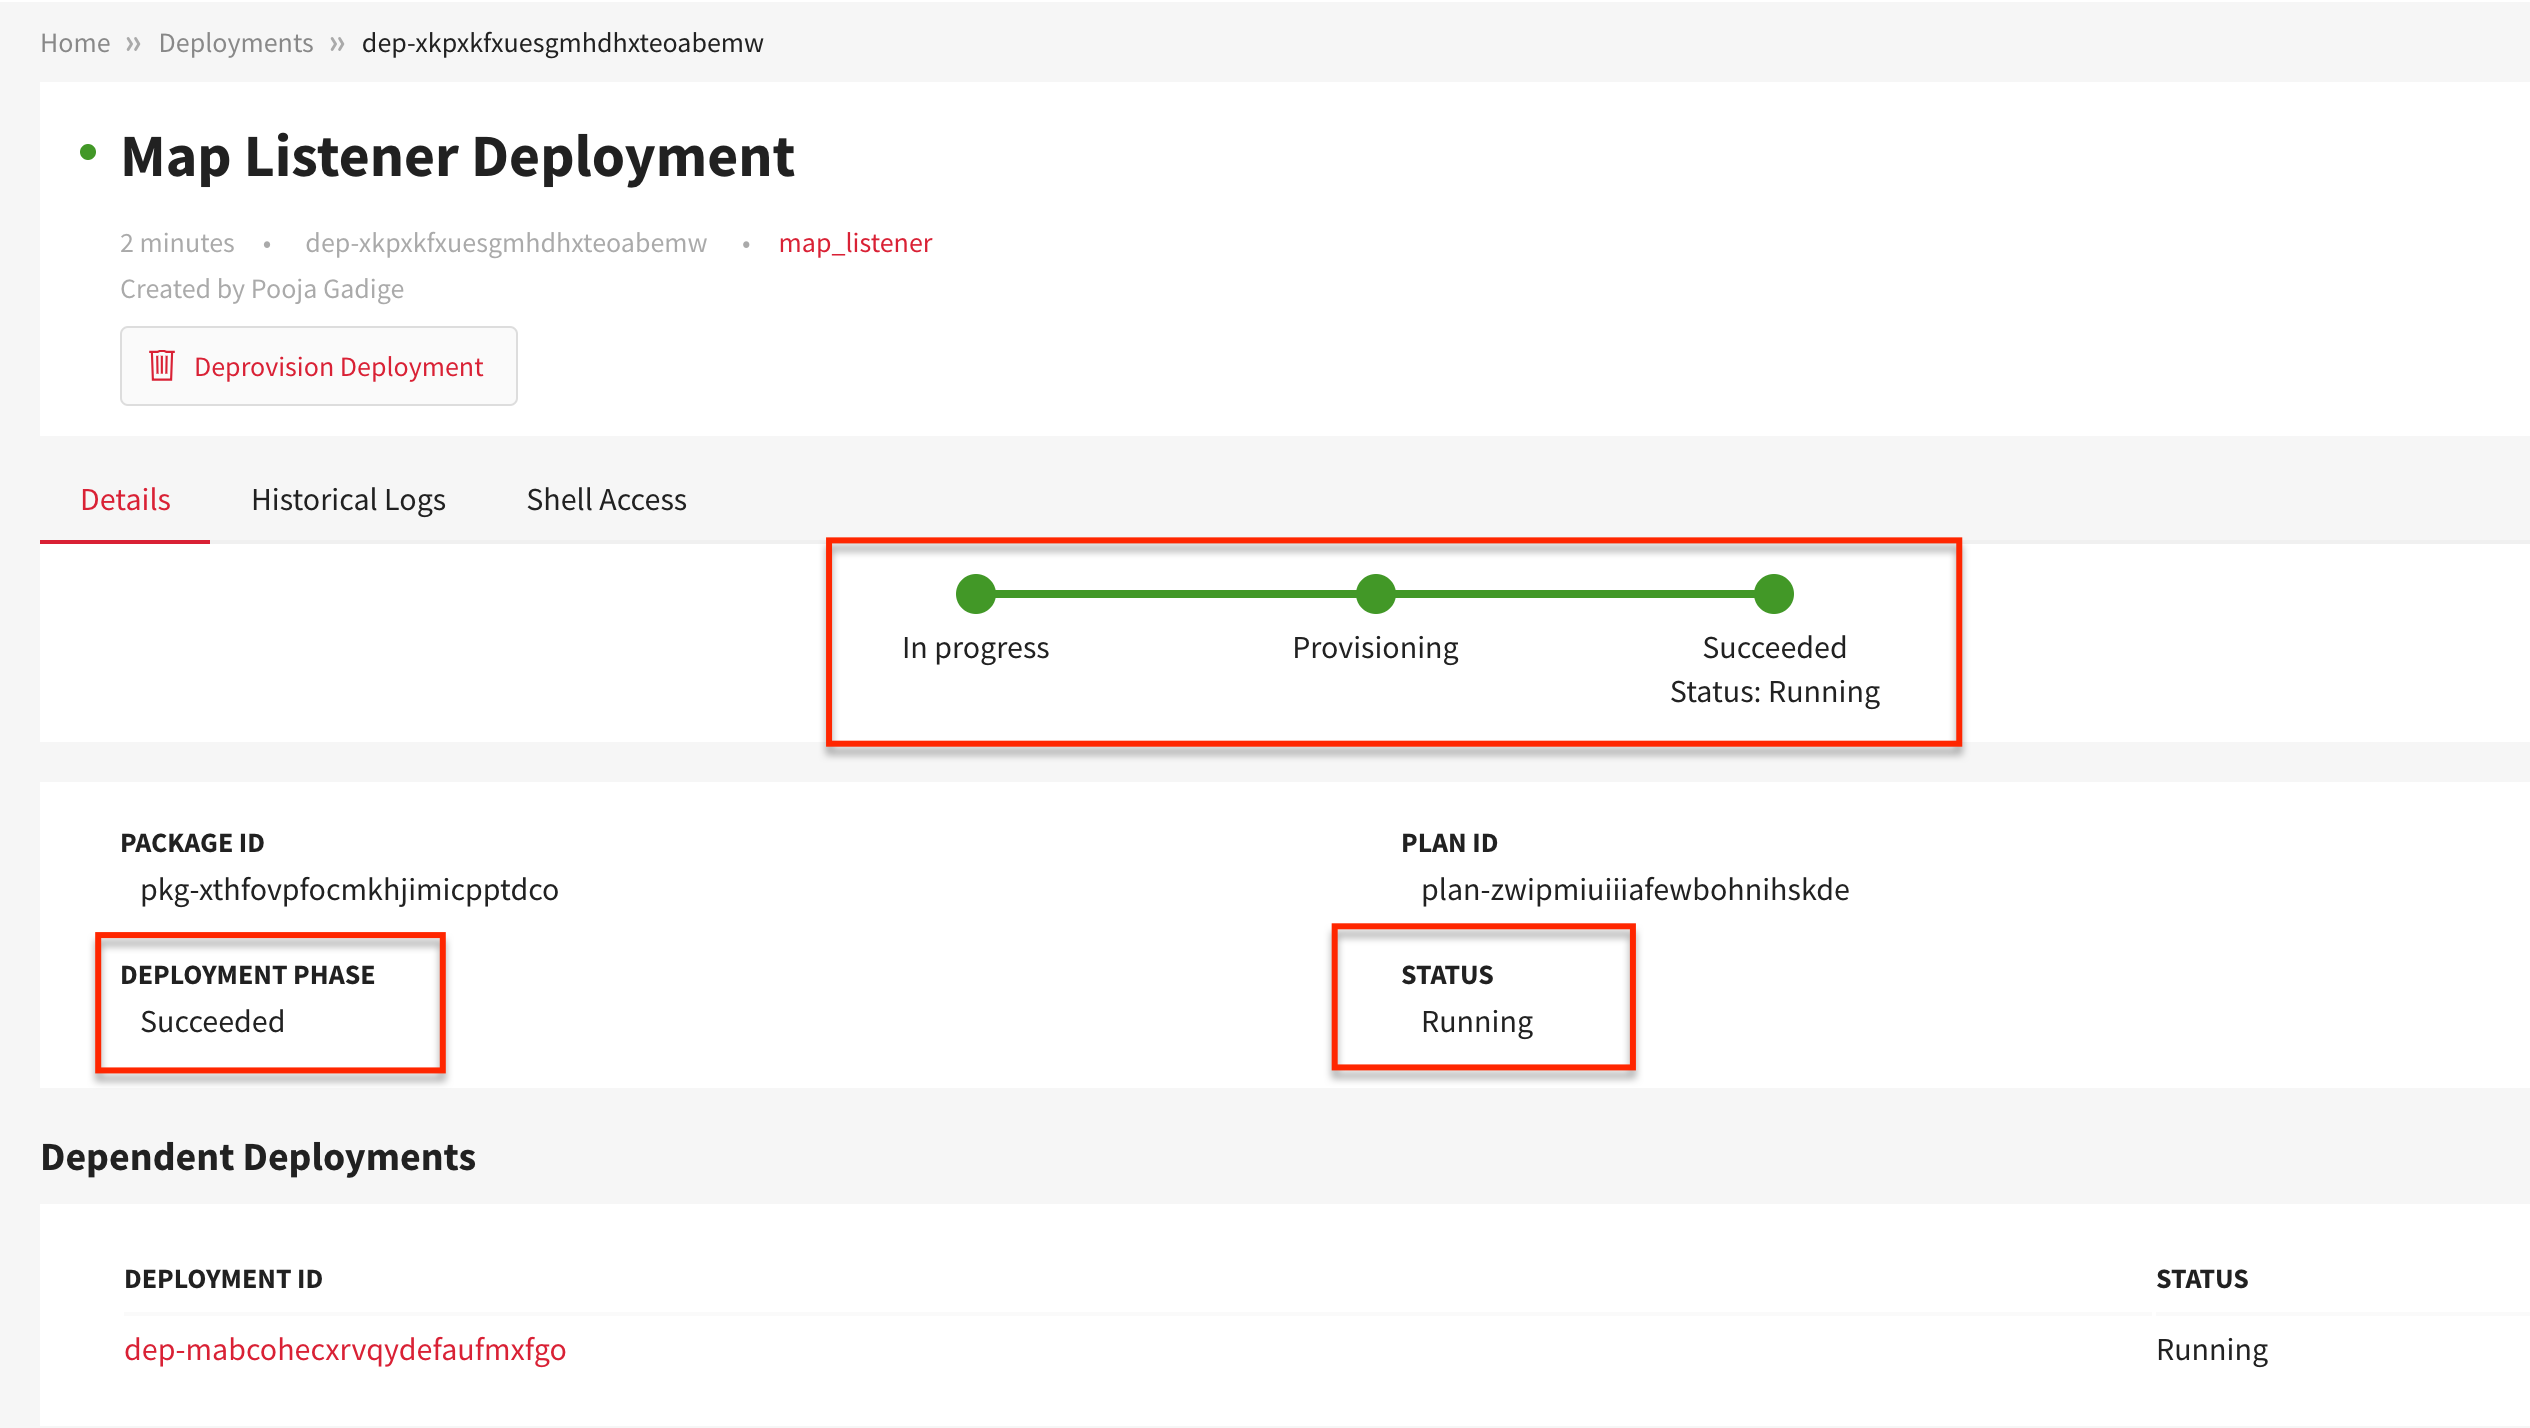 Home » Deployments » dep-xkpxkfxuesgmhdhxteoabemw
Map Listener Deployment
2 minutes • dep-xkpxkfxuesgmhdhxteoabemw • map_listener
Created by Pooja Gadige
Deprovision Deployment
Details Historical Logs Shell Access
In progress Provisioning Succeeded
Status: Running
PACKAGE ID PLAN ID
pkg-xthfovpfocmkhjimicpptdco plan-zwipmiuiiiafewbohnihskde
DEPLOYMENT PHASE STATUS
Succeeded Running
Dependent Deployments
DEPLOYMENT ID STATUS
dep-mabcohecxrvqydefaufmxfgo Running